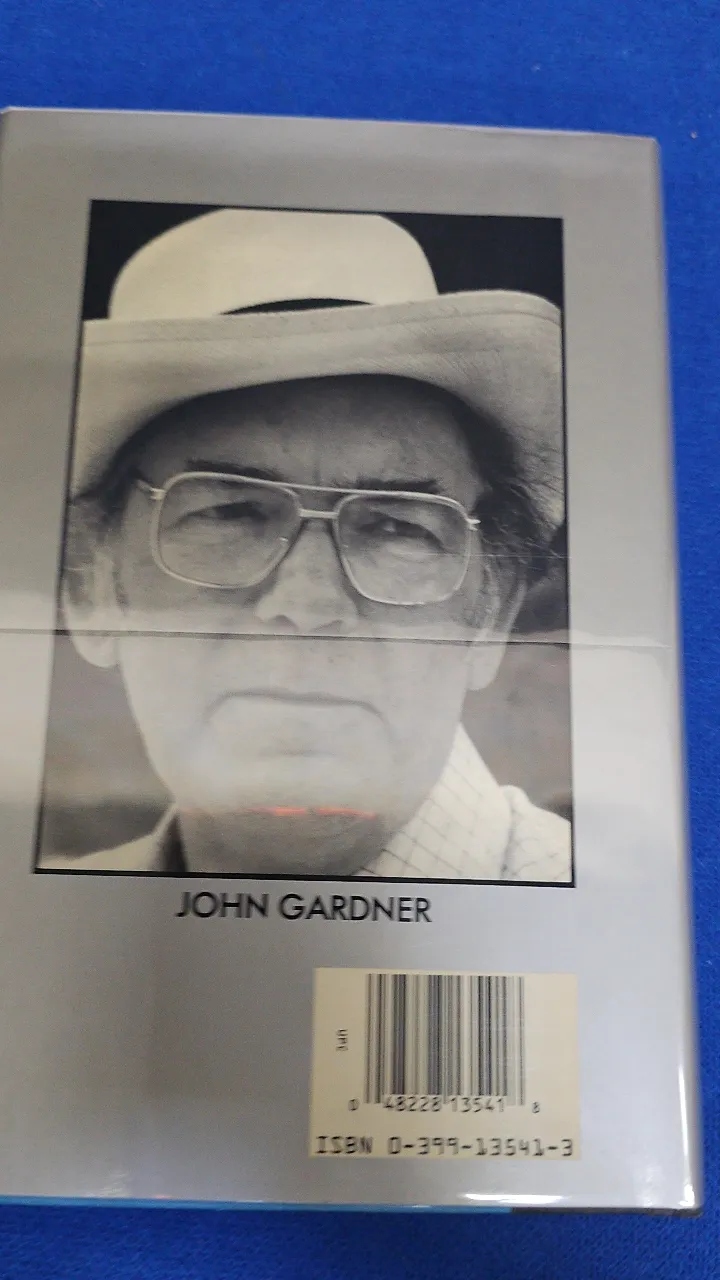 JOHN GARDNER
0 48228 13541 8
ISBN 0-399-13541-3